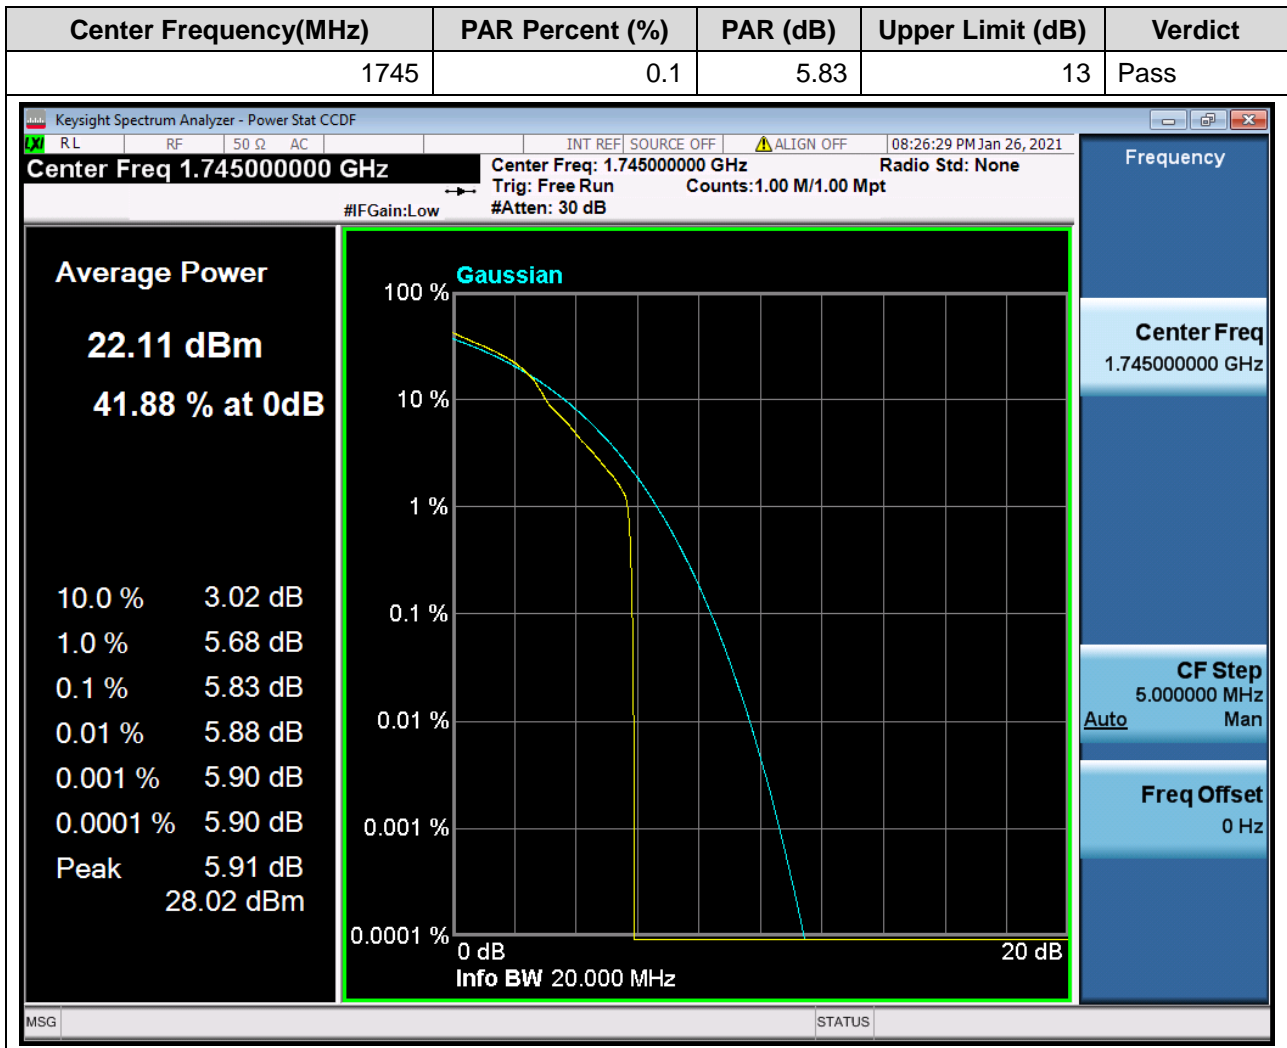 Center Frequency(MHz) PAR Percent (%) PAR (dB) Upper Limit (dB) Verdict
1745 0.1 5.83 13 Pass
Keysight Spectrum Analyzer - Power Stat CCDF
LXI RL RF 50 Ω AC INT REF SOURCE OFF ALIGN OFF 08:26:29 PM Jan 26, 2021
Center Freq 1.745000000 GHz
#IFGain:Low
Center Freq: 1.745000000 GHz Radio Std: None
Trig: Free Run Counts:1.00 M/1.00 Mpt
#Atten: 30 dB
Average Power
22.11 dBm
41.88 % at 0dB
10.0 % 3.02 dB
1.0 % 5.68 dB
0.1 % 5.83 dB
0.01 % 5.88 dB
0.001 % 5.90 dB
0.0001 % 5.90 dB
Peak 5.91 dB
28.02 dBm
Gaussian
100 %
10 %
1 %
0.1 %
0.01 %
0.001 %
0.0001 %
0 dB 20 dB
Info BW 20.000 MHz
Frequency
Center Freq
1.745000000 GHz
CF Step
5.000000 MHz
Auto Man
Freq Offset
0 Hz
MSG STATUS